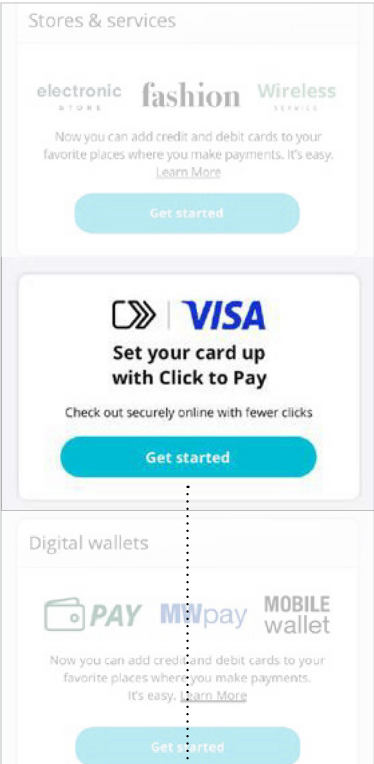 Stores & services
electronic fashion Wireless
STORE SERVICE
Now you can add credit and debit cards to your
favorite places where you make payments. It's easy.
Learn More
Get started
VISA
Set your card up
with Click to Pay
Check out securely online with fewer clicks
Get started
Digital wallets
PAY MWpay MOBILE
wallet
Now you can add credit and debit cards to your
favorite places where you make payments.
It's easy. Learn More
Get started